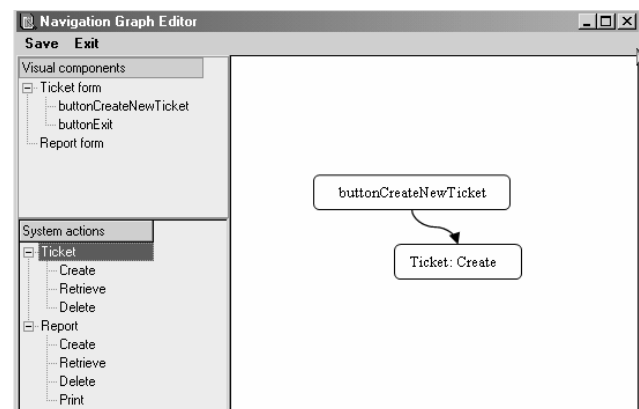 Navigation Graph Editor
Save Exit
Visual components
Ticket form
buttonCreateNewTicket
buttonExit
Report form
System actions
Ticket
Create
Retrieve
Delete
Report
Create
Retrieve
Delete
Print
buttonCreateNewTicket
Ticket: Create